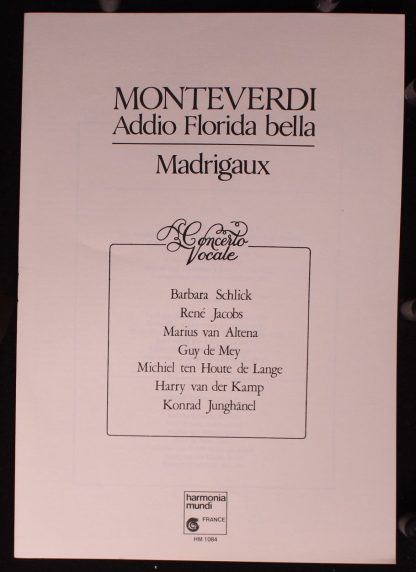 MONTEVERDI
Addio Florida bella
Madrigaux
Concerto
Vocale
Barbara Schlick
René Jacobs
Marius van Altena
Guy de Mey
Michiel ten Houte de Lange
Harry van der Kamp
Konrad Junghänel
harmonia
mundi
FRANCE
HM 1084